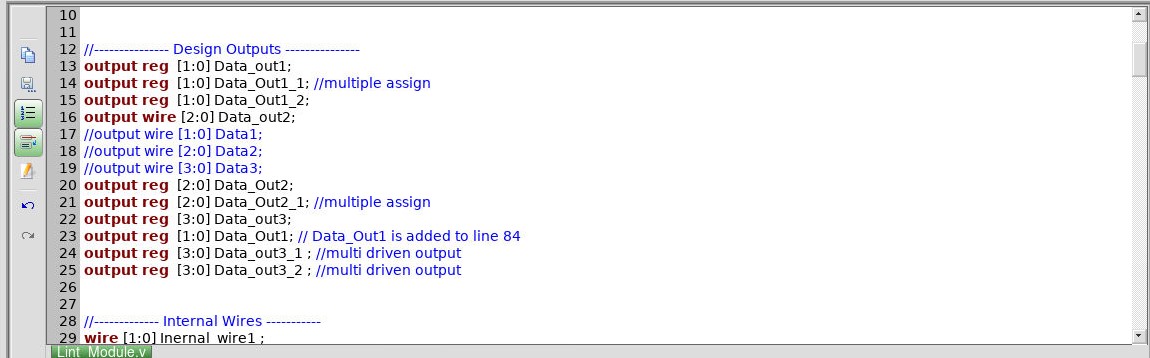 10
11
12 //--------------- Design Outputs ---------------
13 output reg  [1:0] Data_out1;
14 output reg  [1:0] Data_Out1_1; //multiple assign
15 output reg  [1:0] Data_Out1_2;
16 output wire [2:0] Data_out2;
17 //output wire [1:0] Data1;
18 //output wire [2:0] Data2;
19 //output wire [3:0] Data3;
20 output reg  [2:0] Data_Out2;
21 output reg  [2:0] Data_Out2_1; //multiple assign
22 output reg  [3:0] Data_out3;
23 output reg  [1:0] Data_Out1; // Data_Out1 is added to line 84
24 output reg  [3:0] Data_out3_1 ; //multi driven output
25 output reg  [3:0] Data_out3_2 ; //multi driven output
26
27
28 //------------- Internal Wires -----------
29 wire [1:0] Inernal_wire1 ;
Lint_Module.v